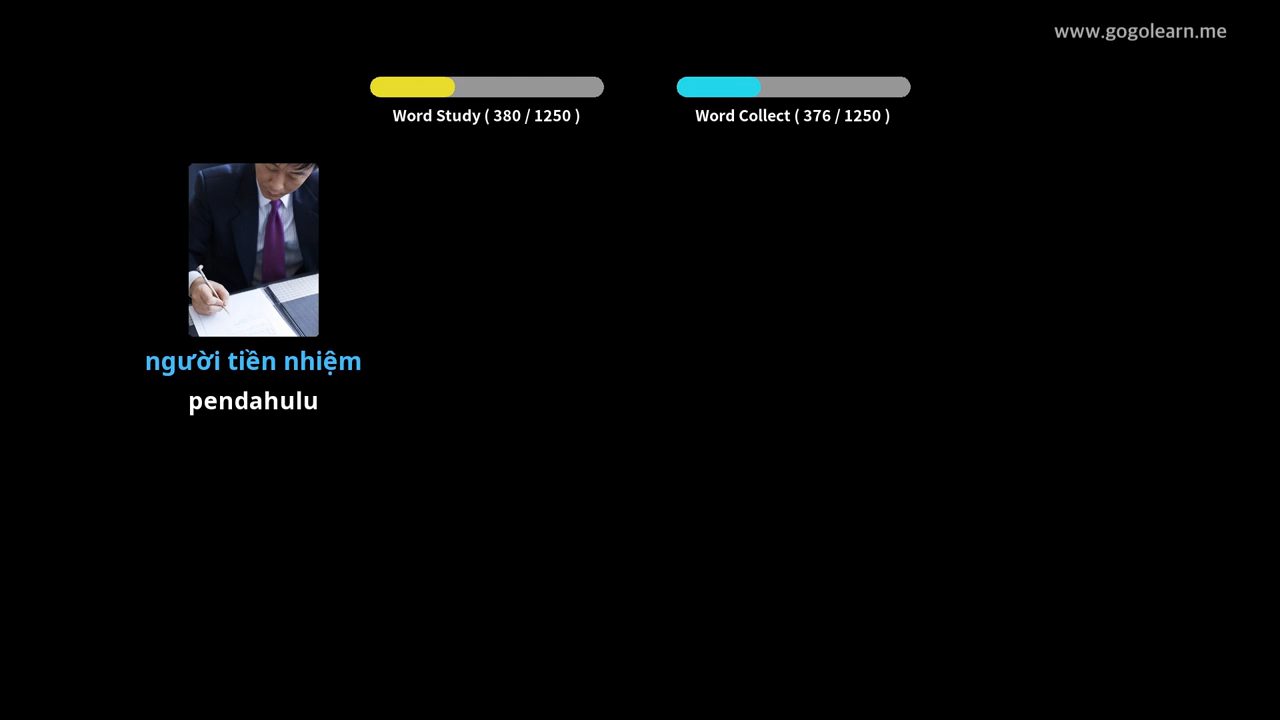 www.gogolearn.me
Word Study ( 380 / 1250 )
Word Collect ( 376 / 1250 )
người tiền nhiệm
pendahulu